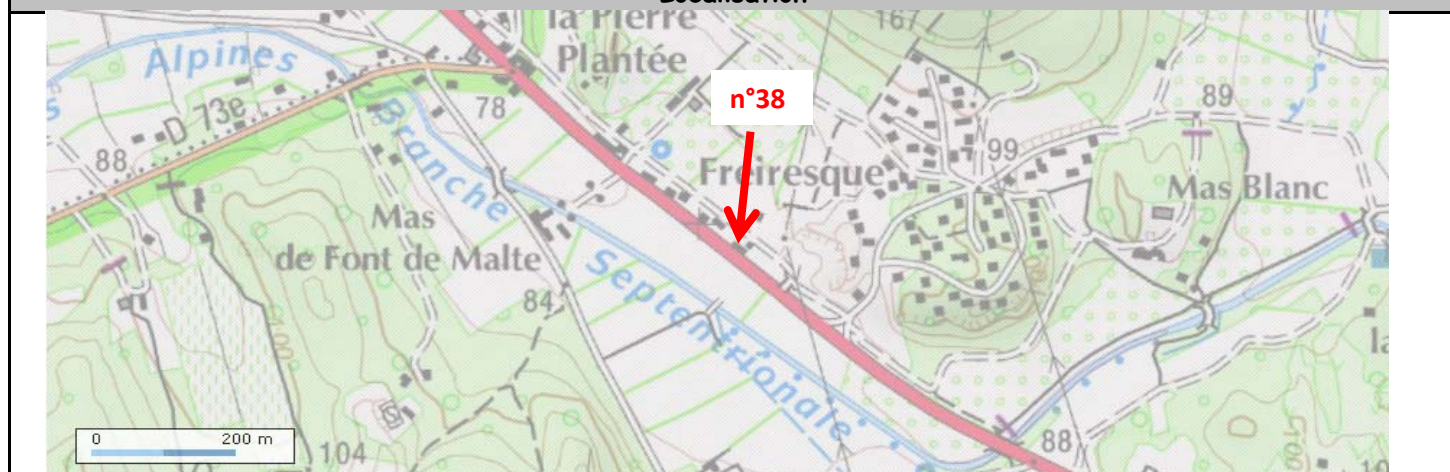 Localisation
la Pierre
Plantée
167
Alpines
n°38
D 73e
78
89
88
Branche
Freiresque
99
Mas Blanc
Mas
de Font de Malte
Septentrionale
84
100
0 200 m
104
88
la